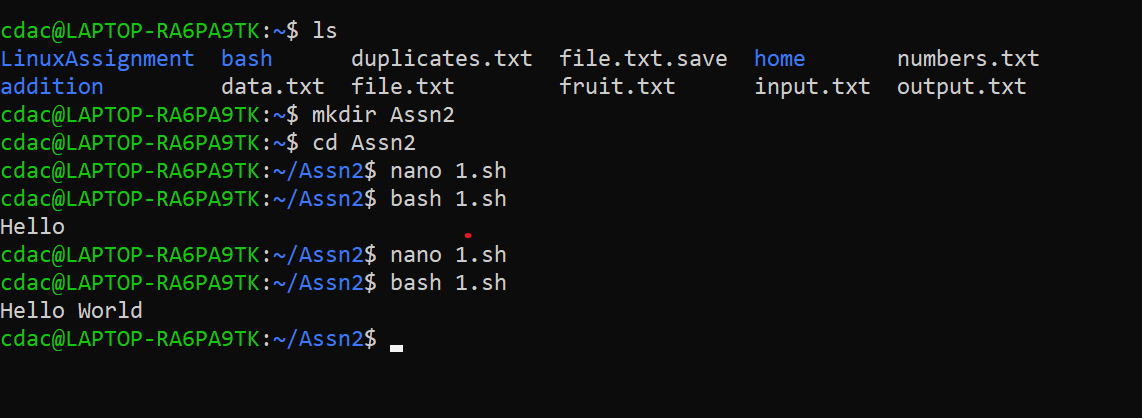 cdac@LAPTOP-RA6PA9TK:~$ ls
LinuxAssignment  bash      duplicates.txt  file.txt.save  home       numbers.txt
addition         data.txt  file.txt        fruit.txt      input.txt  output.txt
cdac@LAPTOP-RA6PA9TK:~$ mkdir Assn2
cdac@LAPTOP-RA6PA9TK:~$ cd Assn2
cdac@LAPTOP-RA6PA9TK:~/Assn2$ nano 1.sh
cdac@LAPTOP-RA6PA9TK:~/Assn2$ bash 1.sh
Hello
cdac@LAPTOP-RA6PA9TK:~/Assn2$ nano 1.sh
cdac@LAPTOP-RA6PA9TK:~/Assn2$ bash 1.sh
Hello World
cdac@LAPTOP-RA6PA9TK:~/Assn2$